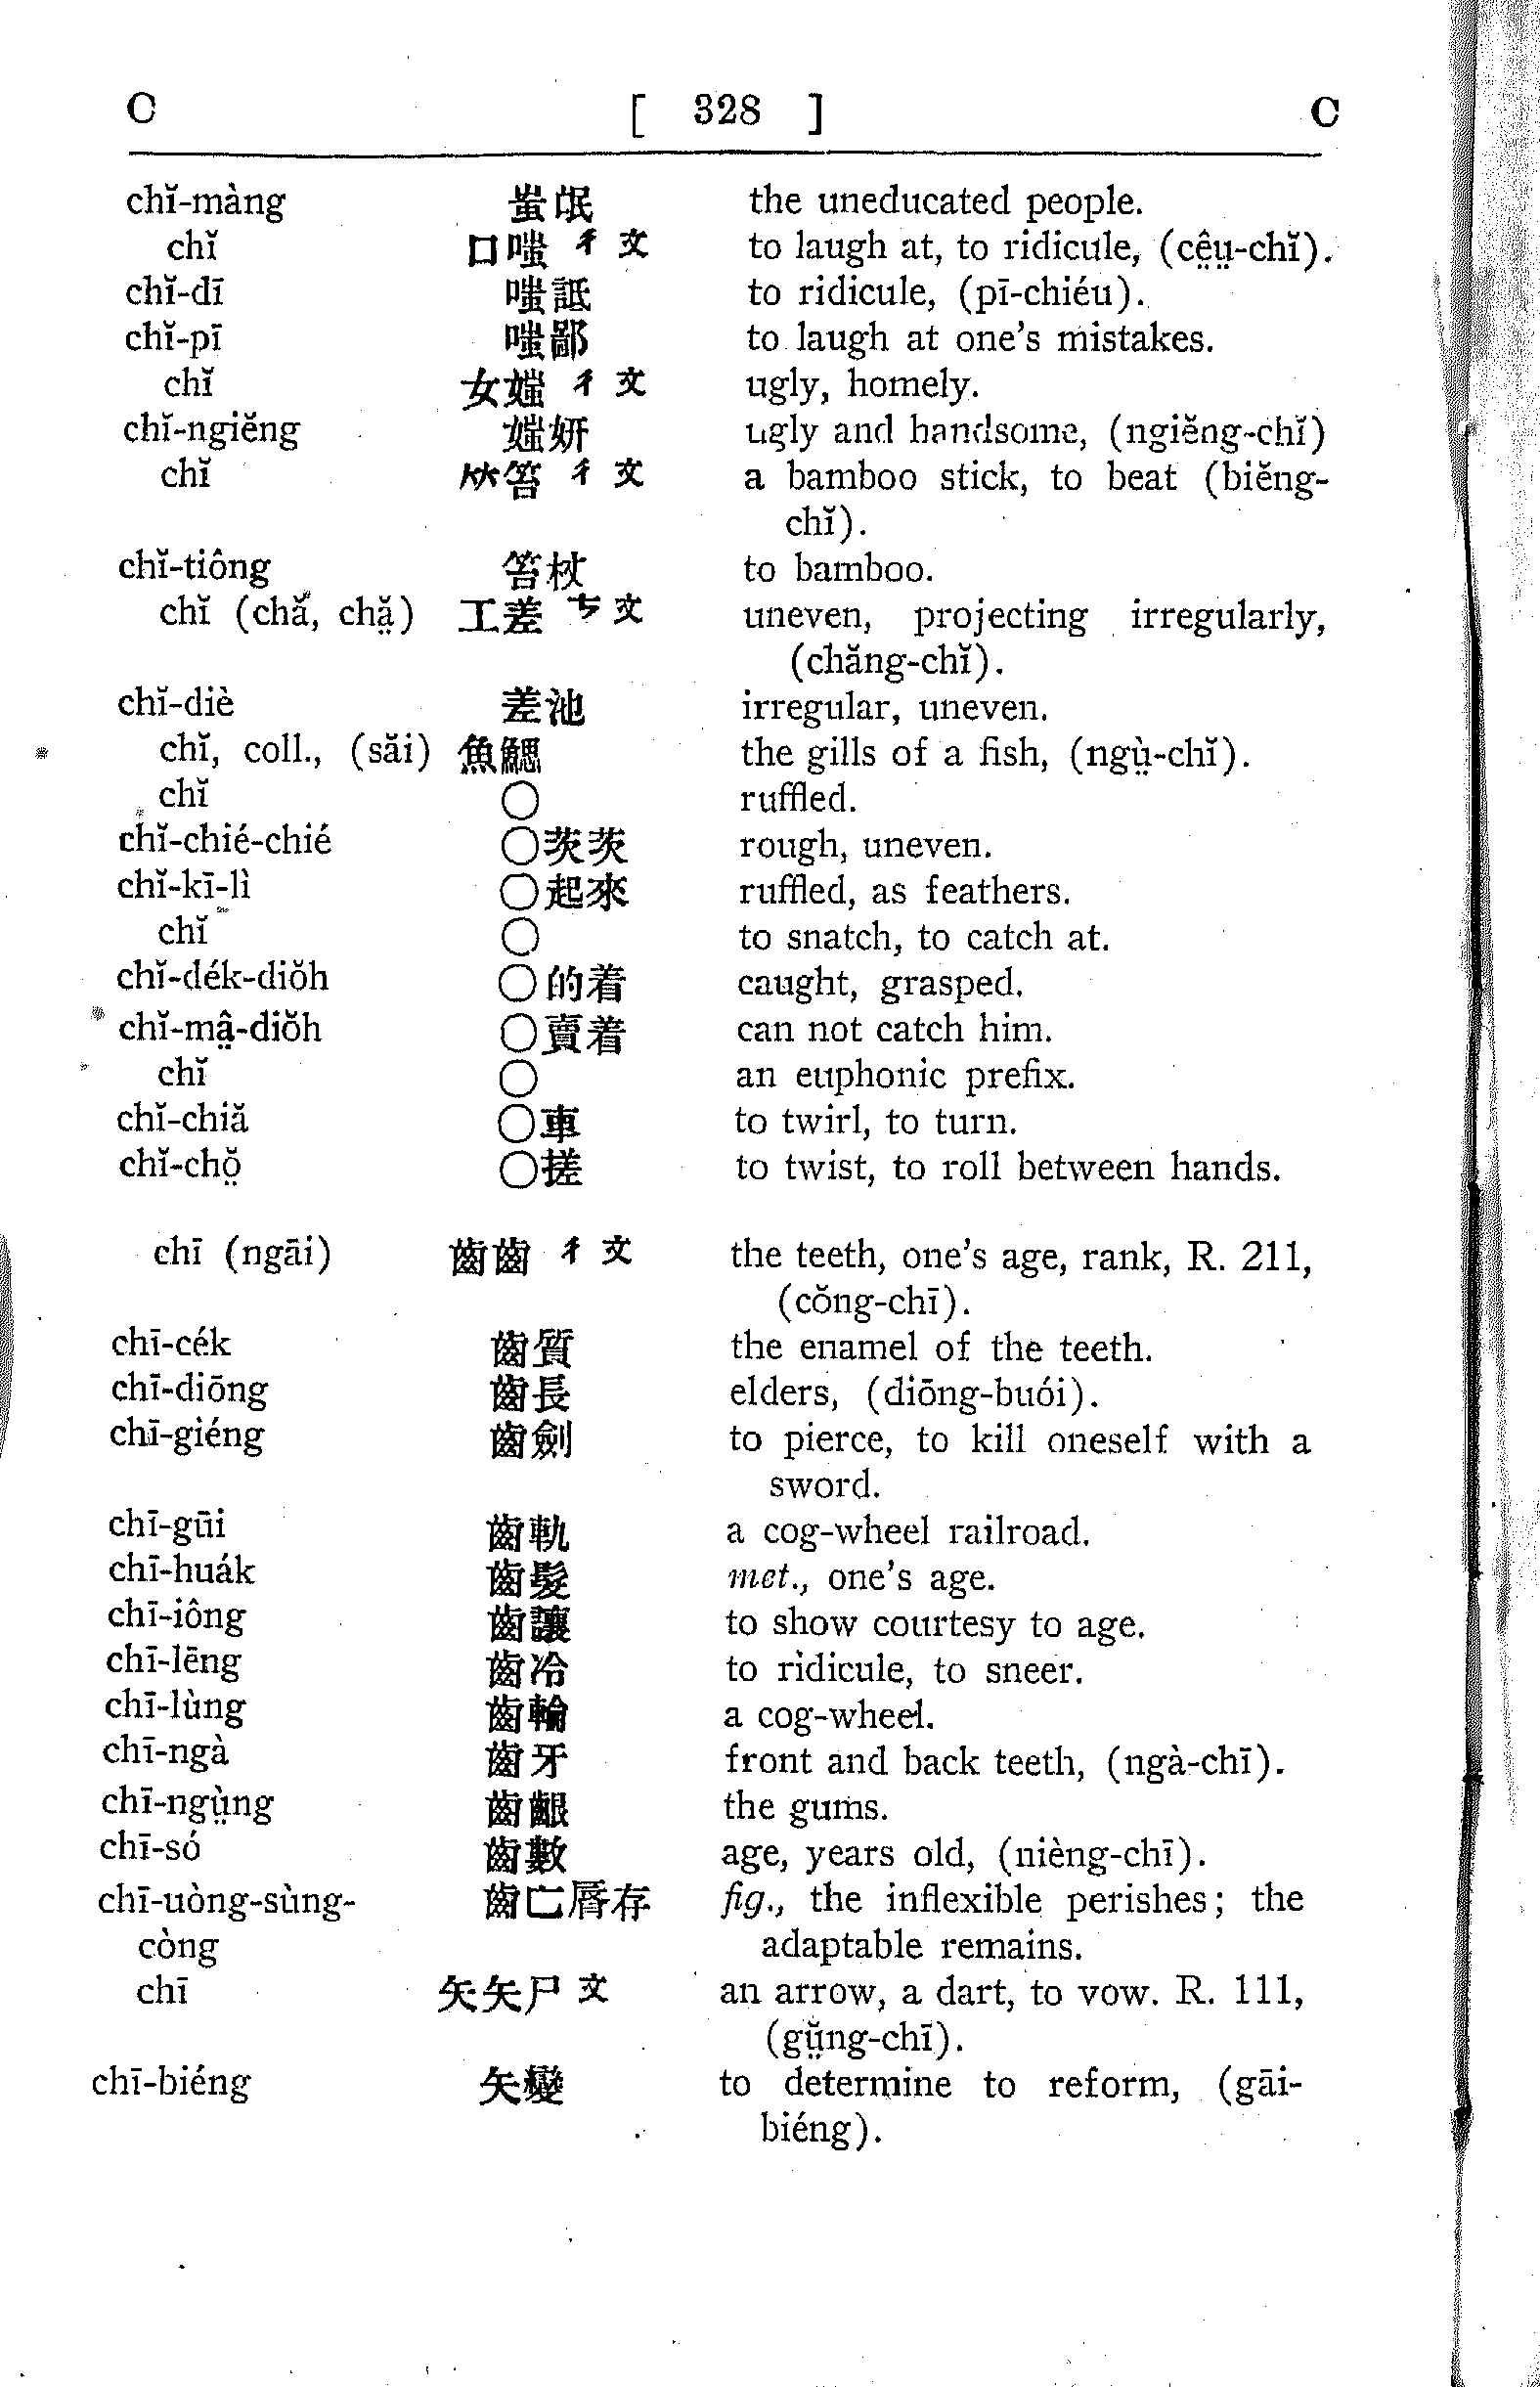 C [ 328 ] C
chĭ-màng 蚩氓 the uneducated people.
chĭ 口嗤 ㄔ 文 to laugh at, to ridicule, (cê̤ṳ-chĭ).
chĭ-dī 嗤詆 to ridicule, (pī-chiéu).
chĭ-pī 嗤鄙 to laugh at one's mistakes.
chĭ 女媸 ㄔ 文 ugly, homely.
chĭ-ngiĕng 媸妍 ugly and handsome, (ngiĕng-chĭ)
chĭ 竹笞 ㄔ 文 a bamboo stick, to beat (biĕng-
chĭ).
chĭ-tiông 笞杖 to bamboo.
chĭ (chă, chă̤) 工差 ㄘ 文 uneven, projecting irregularly,
(chăng-chĭ).
chĭ-diè 差池 irregular, uneven.
chĭ, coll., (săi) 魚鰓 the gills of a fish, (ngṳ̀-chĭ).
chĭ ○ ruffled.
chĭ-chié-chié ○茨茨 rough, uneven.
chĭ-kī-lì ○起來 ruffled, as feathers.
chĭ ○ to snatch, to catch at.
chĭ-dék-diŏh ○的着 caught, grasped.
chĭ-mâ̤-diŏh ○賣着 can not catch him.
chĭ ○ an euphonic prefix.
chĭ-chiă ○車 to twirl, to turn.
chĭ-chŏ̤ ○搓 to twist, to roll between hands.
chī (ngāi) 齒齒 ㄔ 文 the teeth, one's age, rank, R. 211,
(cŏng-chī).
chī-cék 齒質 the enamel of the teeth.
chī-diōng 齒長 elders, (diōng-buói).
chī-giéng 齒劍 to pierce, to kill oneself with a
sword.
chī-gūi 齒軌 a cog-wheel railroad.
chī-huák 齒髮 met., one's age.
chī-iông 齒讓 to show courtesy to age.
chī-lēng 齒冷 to ridicule, to sneer.
chī-lùng 齒輪 a cog-wheel.
chī-ngà 齒牙 front and back teeth, (ngà-chī).
chī-ngṳ̀ng 齒齦 the gums.
chī-só 齒數 age, years old, (nièng-chī).
chī-uòng-sùng- 齒亡脣存 fig., the inflexible perishes; the
còng adaptable remains.
chī 矢矢ㄕ 文 an arrow, a dart, to vow. R. 111,
(gṳ̆ng-chī).
chī-biéng 矢變 to determine to reform, (gāi-
biéng).